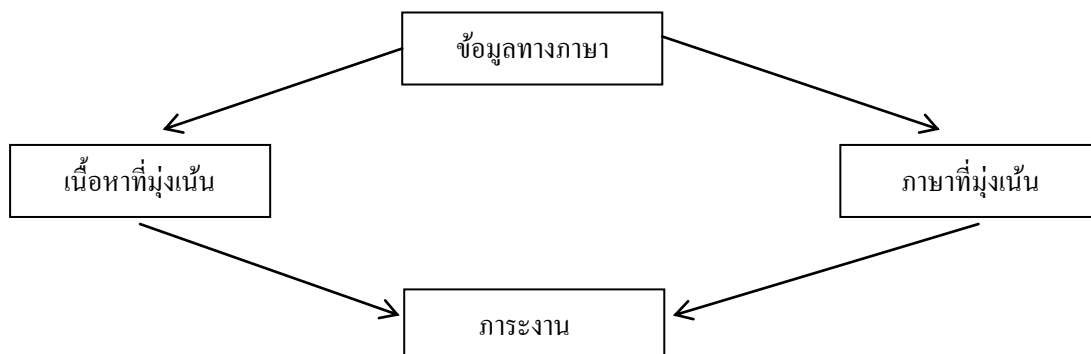 ข้อมูลทางภาษา
เนื้อหาที่มุ่งเน้น
ภาษาที่มุ่งเน้น
ภาระงาน